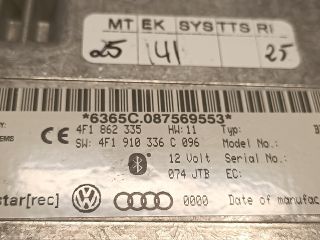 MT EK SYS TTS RI
25 41 25
*6365C.087569553*
4F1 862 335 HW:11 Typ:
SW: 4F1 910 336 C 096 Model No.:
12 Volt Serial No.:
074 JTB EC:
star[rec] 0000 Date of manufac